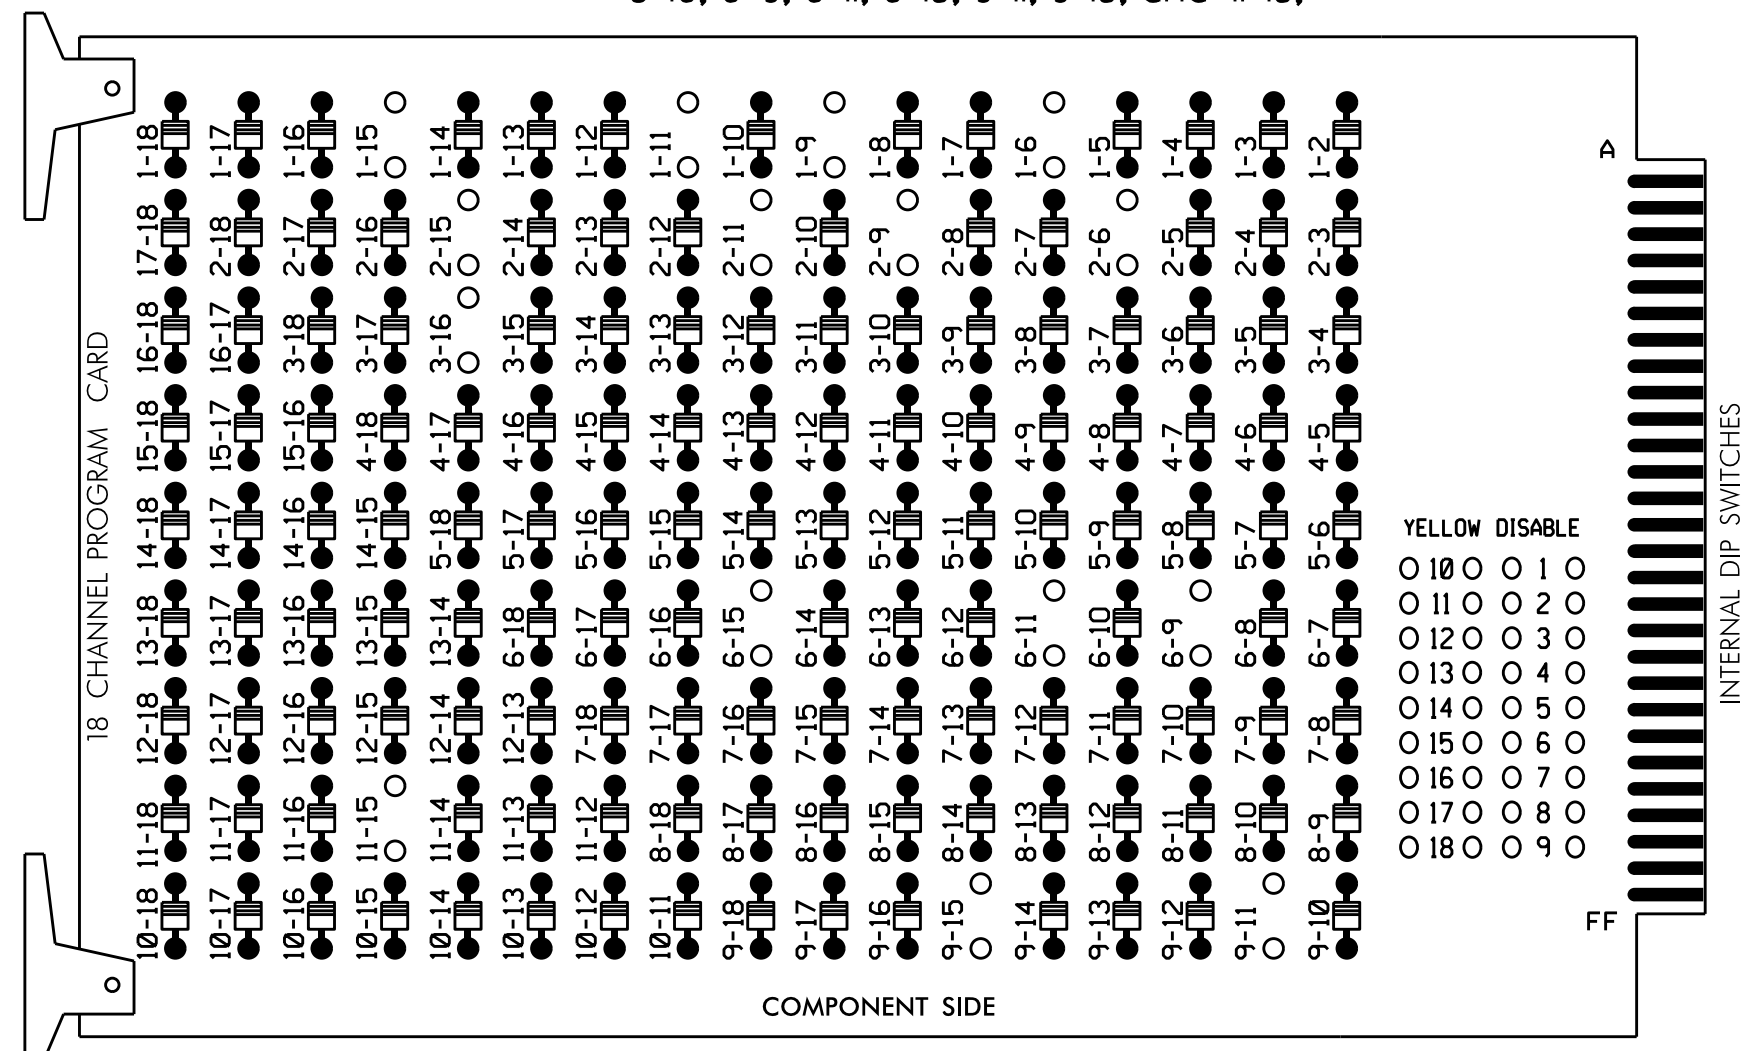 1-18 1-17 1-16 1-15 1-14 1-13 1-12 1-11 1-10 1-9 1-8 1-7 1-6 1-5 1-4 1-3 1-2
17-18 2-18 2-17 2-16 2-15 2-14 2-13 2-12 2-11 2-10 2-9 2-8 2-7 2-6 2-5 2-4 2-3
16-18 16-17 3-18 3-17 3-16 3-15 3-14 3-13 3-12 3-11 3-10 3-9 3-8 3-7 3-6 3-5 3-4
15-18 15-17 15-16 4-18 4-17 4-16 4-15 4-14 4-13 4-12 4-11 4-10 4-9 4-8 4-7 4-6 4-5
14-18 14-17 14-16 14-15 5-18 5-17 5-16 5-15 5-14 5-13 5-12 5-11 5-10 5-9 5-8 5-7 5-6
13-18 13-17 13-16 13-15 13-14 6-18 6-17 6-16 6-15 6-14 6-13 6-12 6-11 6-10 6-9 6-8 6-7
12-18 12-17 12-16 12-15 12-14 12-13 7-18 7-17 7-16 7-15 7-14 7-13 7-12 7-11 7-10 7-9 7-8
11-18 11-17 11-16 11-15 11-14 11-13 11-12 8-18 8-17 8-16 8-15 8-14 8-13 8-12 8-11 8-10 8-9
10-18 10-17 10-16 10-15 10-14 10-13 10-12 10-11 9-18 9-17 9-16 9-15 9-14 9-13 9-12 9-11 9-10
18 CHANNEL PROGRAM CARD
A
YELLOW DISABLE
10 1
11 2
12 3
13 4
14 5
15 6
16 7
17 8
18 9
FF
INTERNAL DIP SWITCHES
COMPONENT SIDE